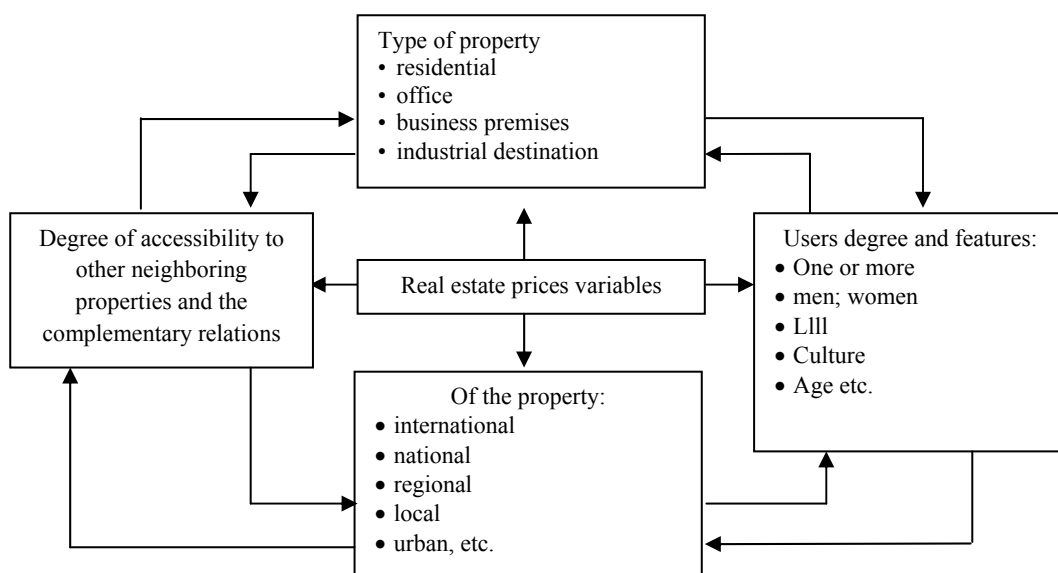 Type of property
• residential
• office
• business premises
• industrial destination
Degree of accessibility to
other neighboring
properties and the
complementary relations
Real estate prices variables
Users degree and features:
• One or more
• men; women
• Llll
• Culture
• Age etc.
Of the property:
• international
• national
• regional
• local
• urban, etc.